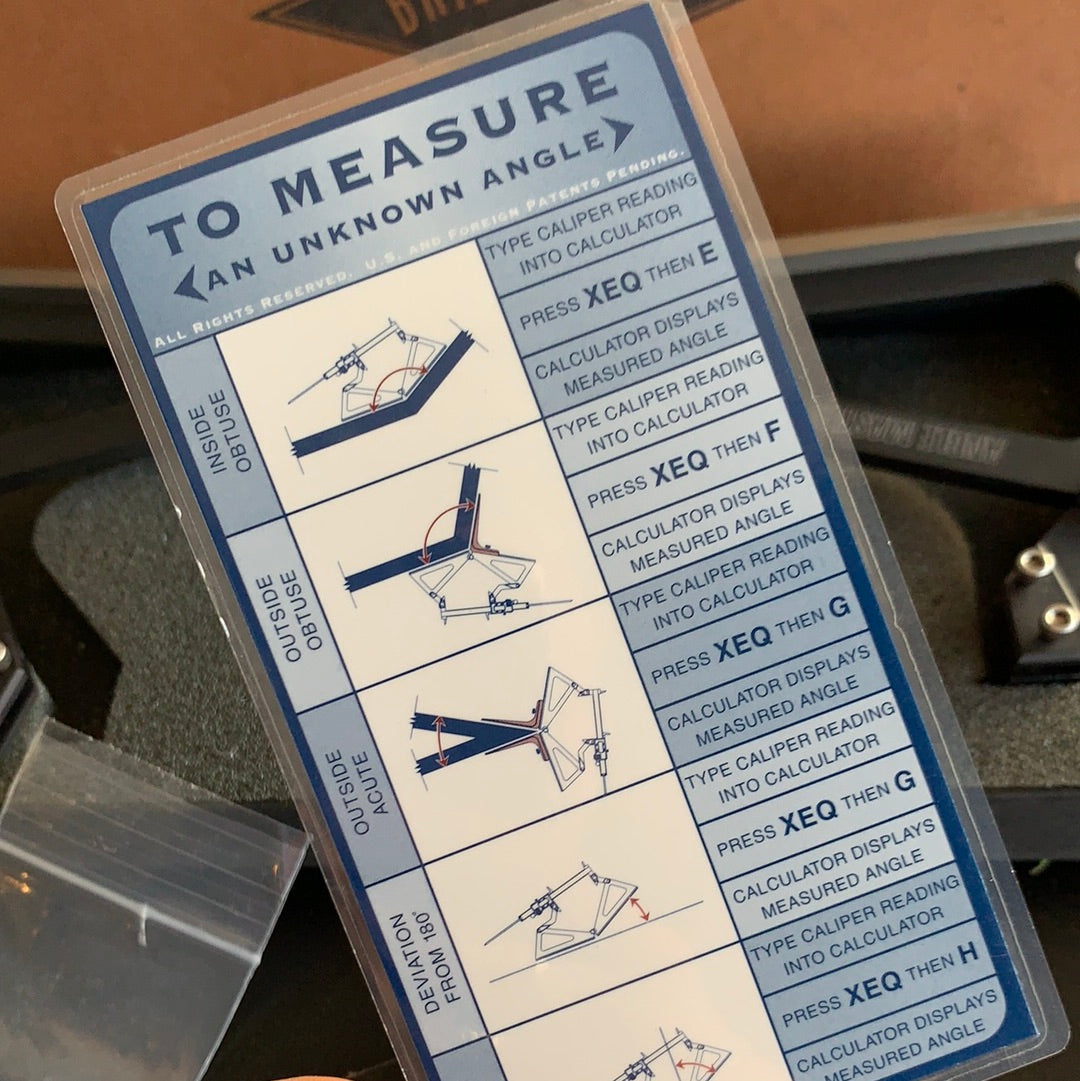 TO MEASURE
AN UNKNOWN ANGLE
ALL RIGHTS RESERVED. U.S. AND FOREIGN PATENTS PENDING.
INSIDE
OBTUSE
TYPE CALIPER READING
INTO CALCULATOR
PRESS XEQ THEN E
CALCULATOR DISPLAYS
MEASURED ANGLE
OUTSIDE
OBTUSE
TYPE CALIPER READING
INTO CALCULATOR
PRESS XEQ THEN F
CALCULATOR DISPLAYS
MEASURED ANGLE
OUTSIDE
ACUTE
TYPE CALIPER READING
INTO CALCULATOR
PRESS XEQ THEN G
CALCULATOR DISPLAYS
MEASURED ANGLE
DEVIATION
FROM 180°
TYPE CALIPER READING
INTO CALCULATOR
PRESS XEQ THEN G
CALCULATOR DISPLAYS
MEASURED ANGLE
TYPE CALIPER READING
INTO CALCULATOR
PRESS XEQ THEN H
CALCULATOR DISPLAYS
MEASURED ANGLE